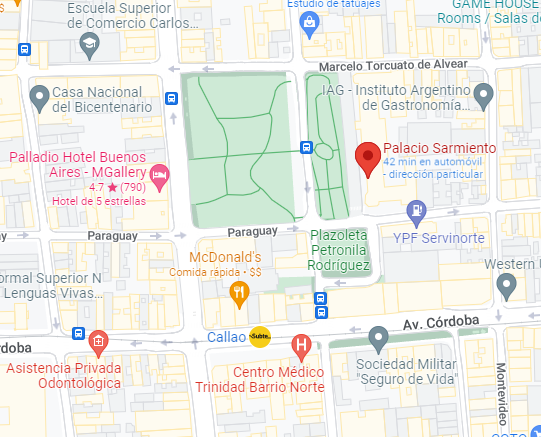 Escuela Superior
de Comercio Carlos...
Estudio de tatuajes
GAME HOUSE
Rooms / Salas de
Marcelo Torcuato de Alvear
Casa Nacional
del Bicentenario
IAG - Instituto Argentino
de Gastronomía...
Palladio Hotel Buenos
Aires - MGallery
4.7 ★ (790)
Hotel de 5 estrellas
Palacio Sarmiento
42 min en automóvil
- dirección particular
Paraguay
Paraguay
YPF Servinorte
Plazoleta
Petronila
Rodríguez
McDonald's
Comida rápida • $$
ormal Superior N
Lenguas Vivas...
Western U
Callao
Subte
Av. Córdoba
rdoba
Asistencia Privada
Odontológica
Centro Médico
Trinidad Barrio Norte
Sociedad Militar
"Seguro de Vida"
Montevideo